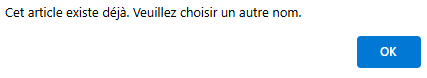 Cet article existe déjà. Veuillez choisir un autre nom.
OK